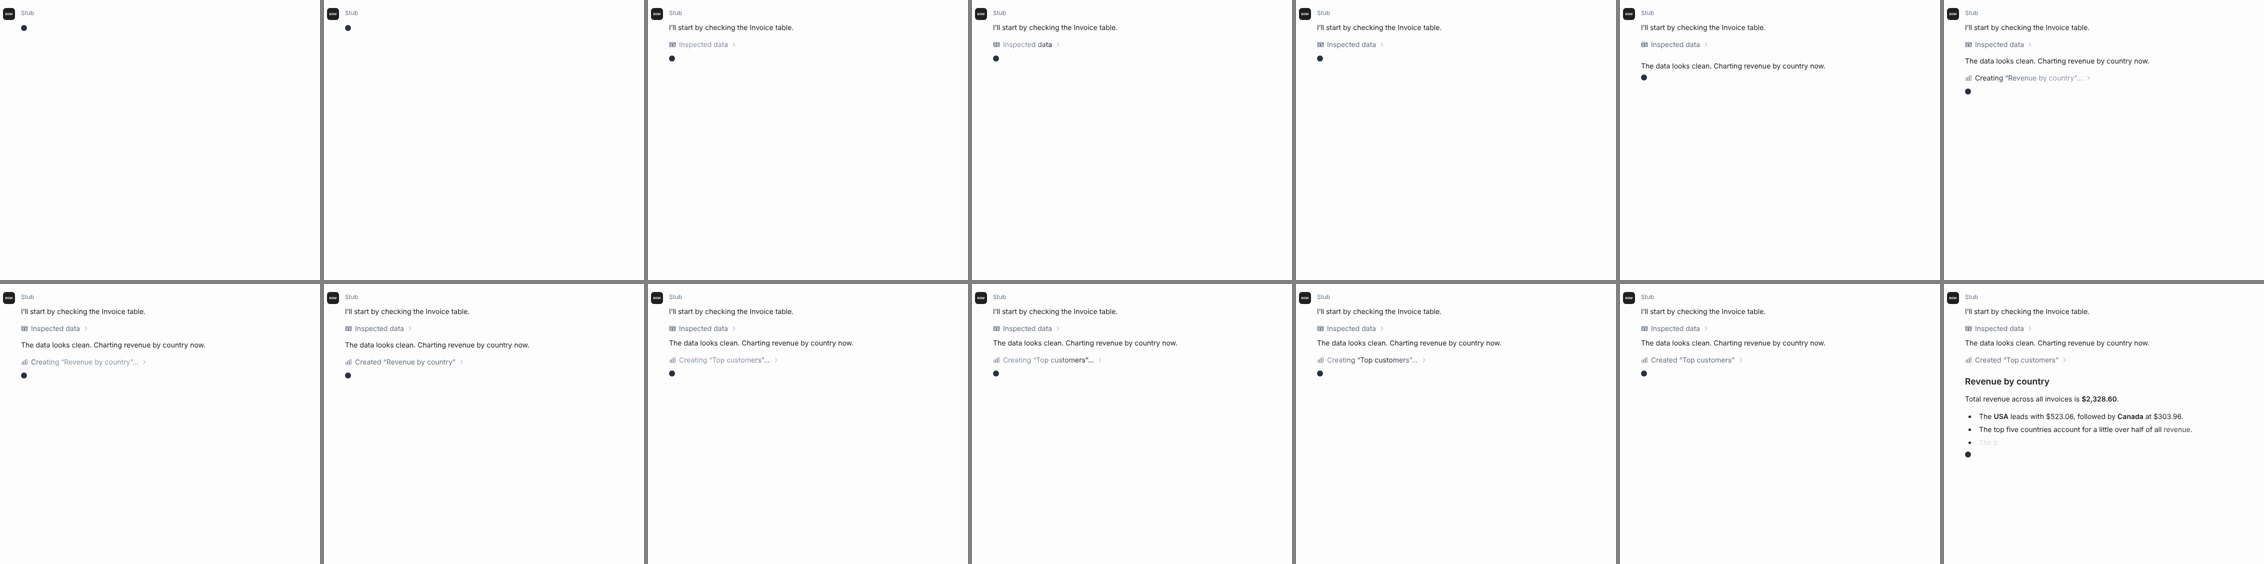 Stub
Stub
Stub
I'll start by checking the Invoice table.
Inspected data
Stub
I'll start by checking the Invoice table.
Inspected data
Stub
I'll start by checking the Invoice table.
Inspected data
Stub
I'll start by checking the Invoice table.
Inspected data
The data looks clean. Charting revenue by country now.
Stub
I'll start by checking the Invoice table.
Inspected data
The data looks clean. Charting revenue by country now.
Creating “Revenue by country”...
Stub
I'll start by checking the Invoice table.
Inspected data
The data looks clean. Charting revenue by country now.
Creating “Revenue by country”...
Stub
I'll start by checking the Invoice table.
Inspected data
The data looks clean. Charting revenue by country now.
Created “Revenue by country”
Stub
I'll start by checking the Invoice table.
Inspected data
The data looks clean. Charting revenue by country now.
Creating “Top customers”...
Stub
I'll start by checking the Invoice table.
Inspected data
The data looks clean. Charting revenue by country now.
Creating “Top customers”...
Stub
I'll start by checking the Invoice table.
Inspected data
The data looks clean. Charting revenue by country now.
Creating “Top customers”...
Stub
I'll start by checking the Invoice table.
Inspected data
The data looks clean. Charting revenue by country now.
Created “Top customers”
Stub
I'll start by checking the Invoice table.
Inspected data
The data looks clean. Charting revenue by country now.
Created “Top customers”
Revenue by country
Total revenue across all invoices is $2,328.60.
• The USA leads with $523.06, followed by Canada at $303.96.
• The top five countries account for a little over half of all revenue.
• The b